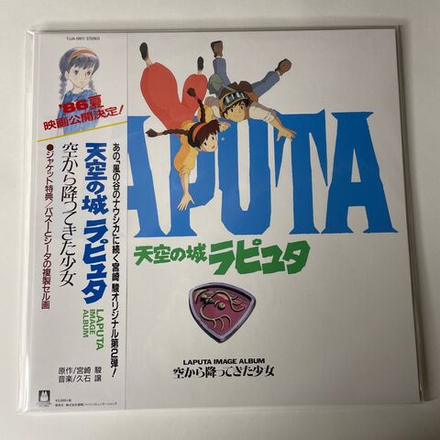 TJJA-10011 STEREO
'86夏
映画公開決定!
あの、「風の谷のナウシカ」に続く宮崎 駿オリジナル第2弾!
天空の城 ラピュタ
LAPUTA
IMAGE
ALBUM
空から降ってきた少女
●ジャケット特典/パズーとシータの複製セル画
原作/宮崎 駿
音楽/久石 譲
LAPUTA
天空の城 ラピュタ
LAPUTA IMAGE ALBUM
空から降ってきた少女